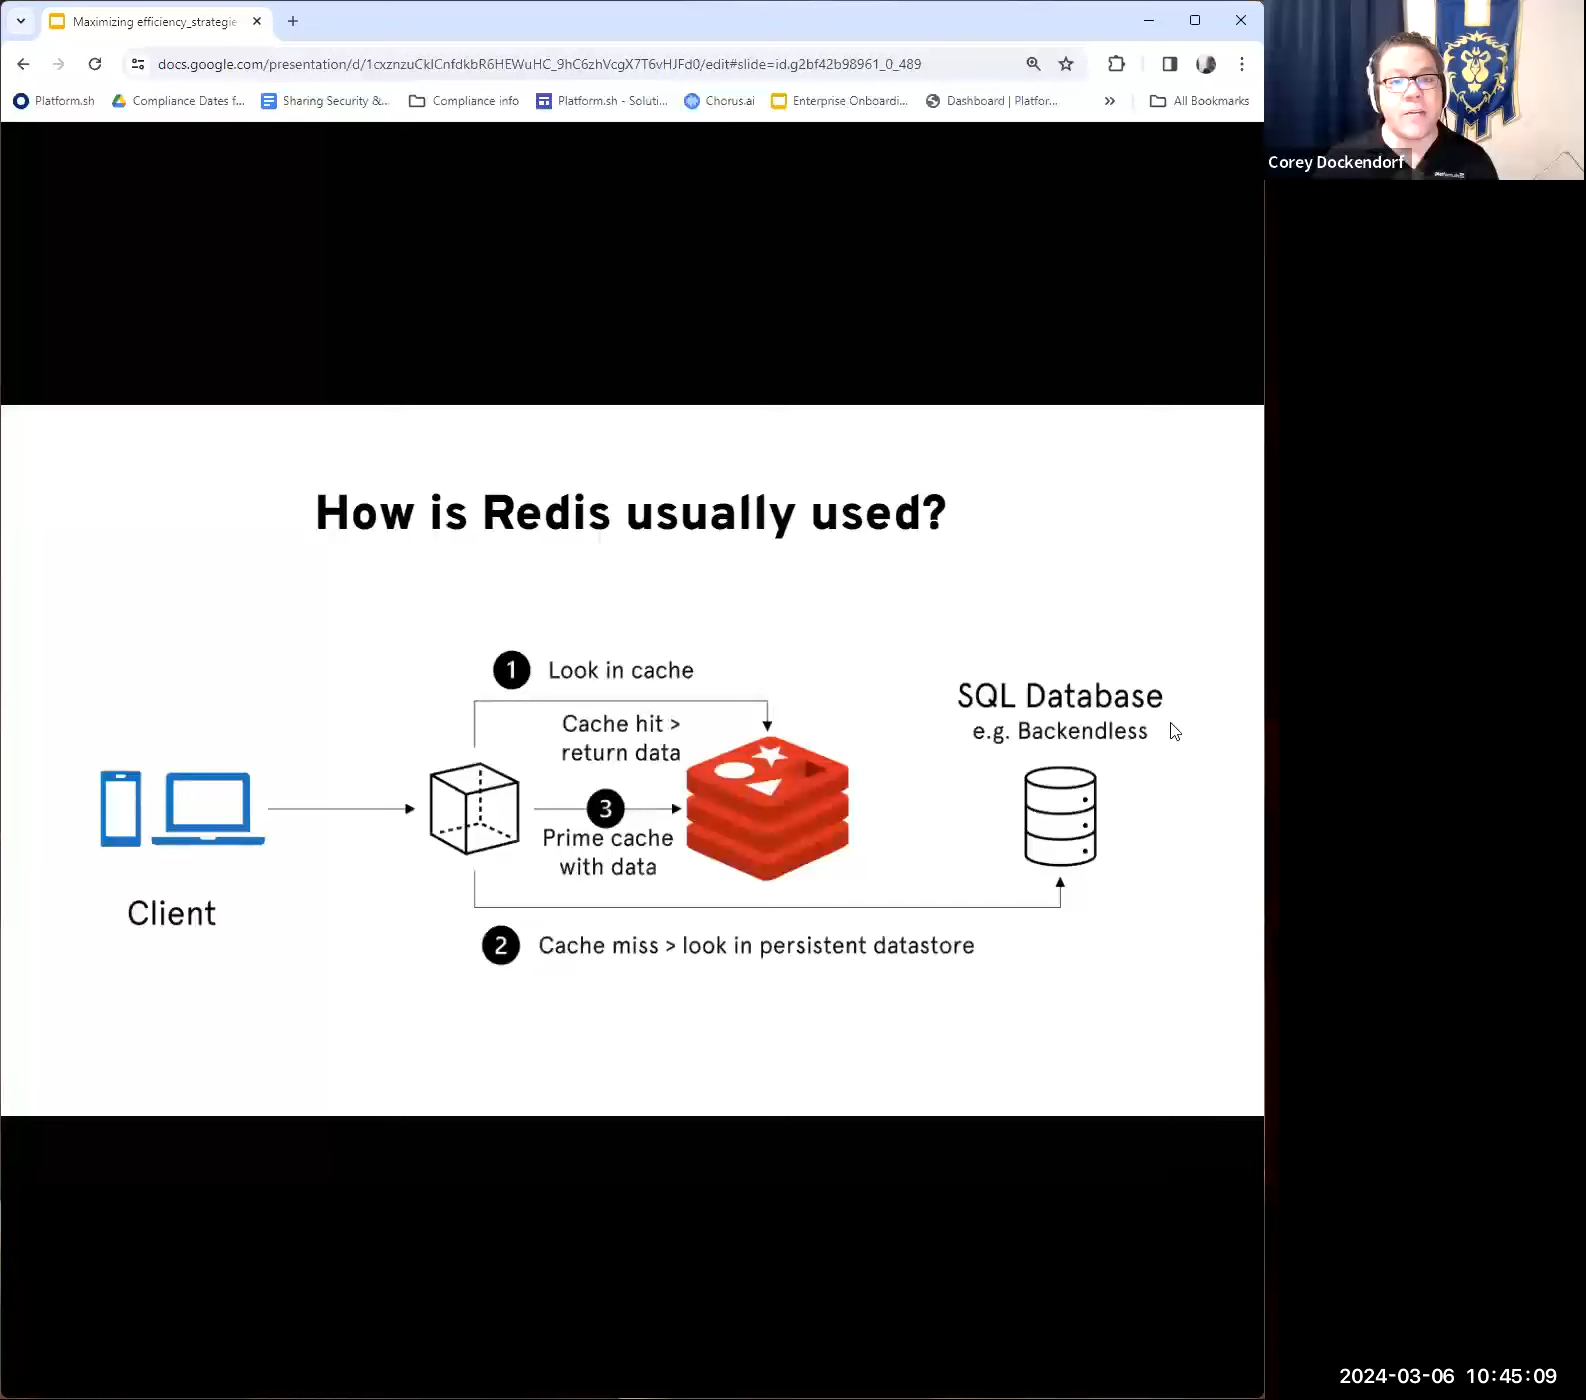 Maximizing efficiency_strategie
docs.google.com/presentation/d/1cxznzuCklCnfdkbR6HEWuHC_9hC6zhVcgX7T6vHJFd0/edit#slide=id.g2bf42b98961_0_489
Platform.sh
Compliance Dates f...
Sharing Security &...
Compliance info
Platform.sh - Soluti...
Chorus.ai
Enterprise Onboardi...
Dashboard | Platfor...
All Bookmarks
Corey Dockendorf
How is Redis usually used?
1 Look in cache
Cache hit >
return data
SQL Database
e.g. Backendless
3
Prime cache
with data
Client
2 Cache miss > look in persistent datastore
2024-03-06 10:45:09